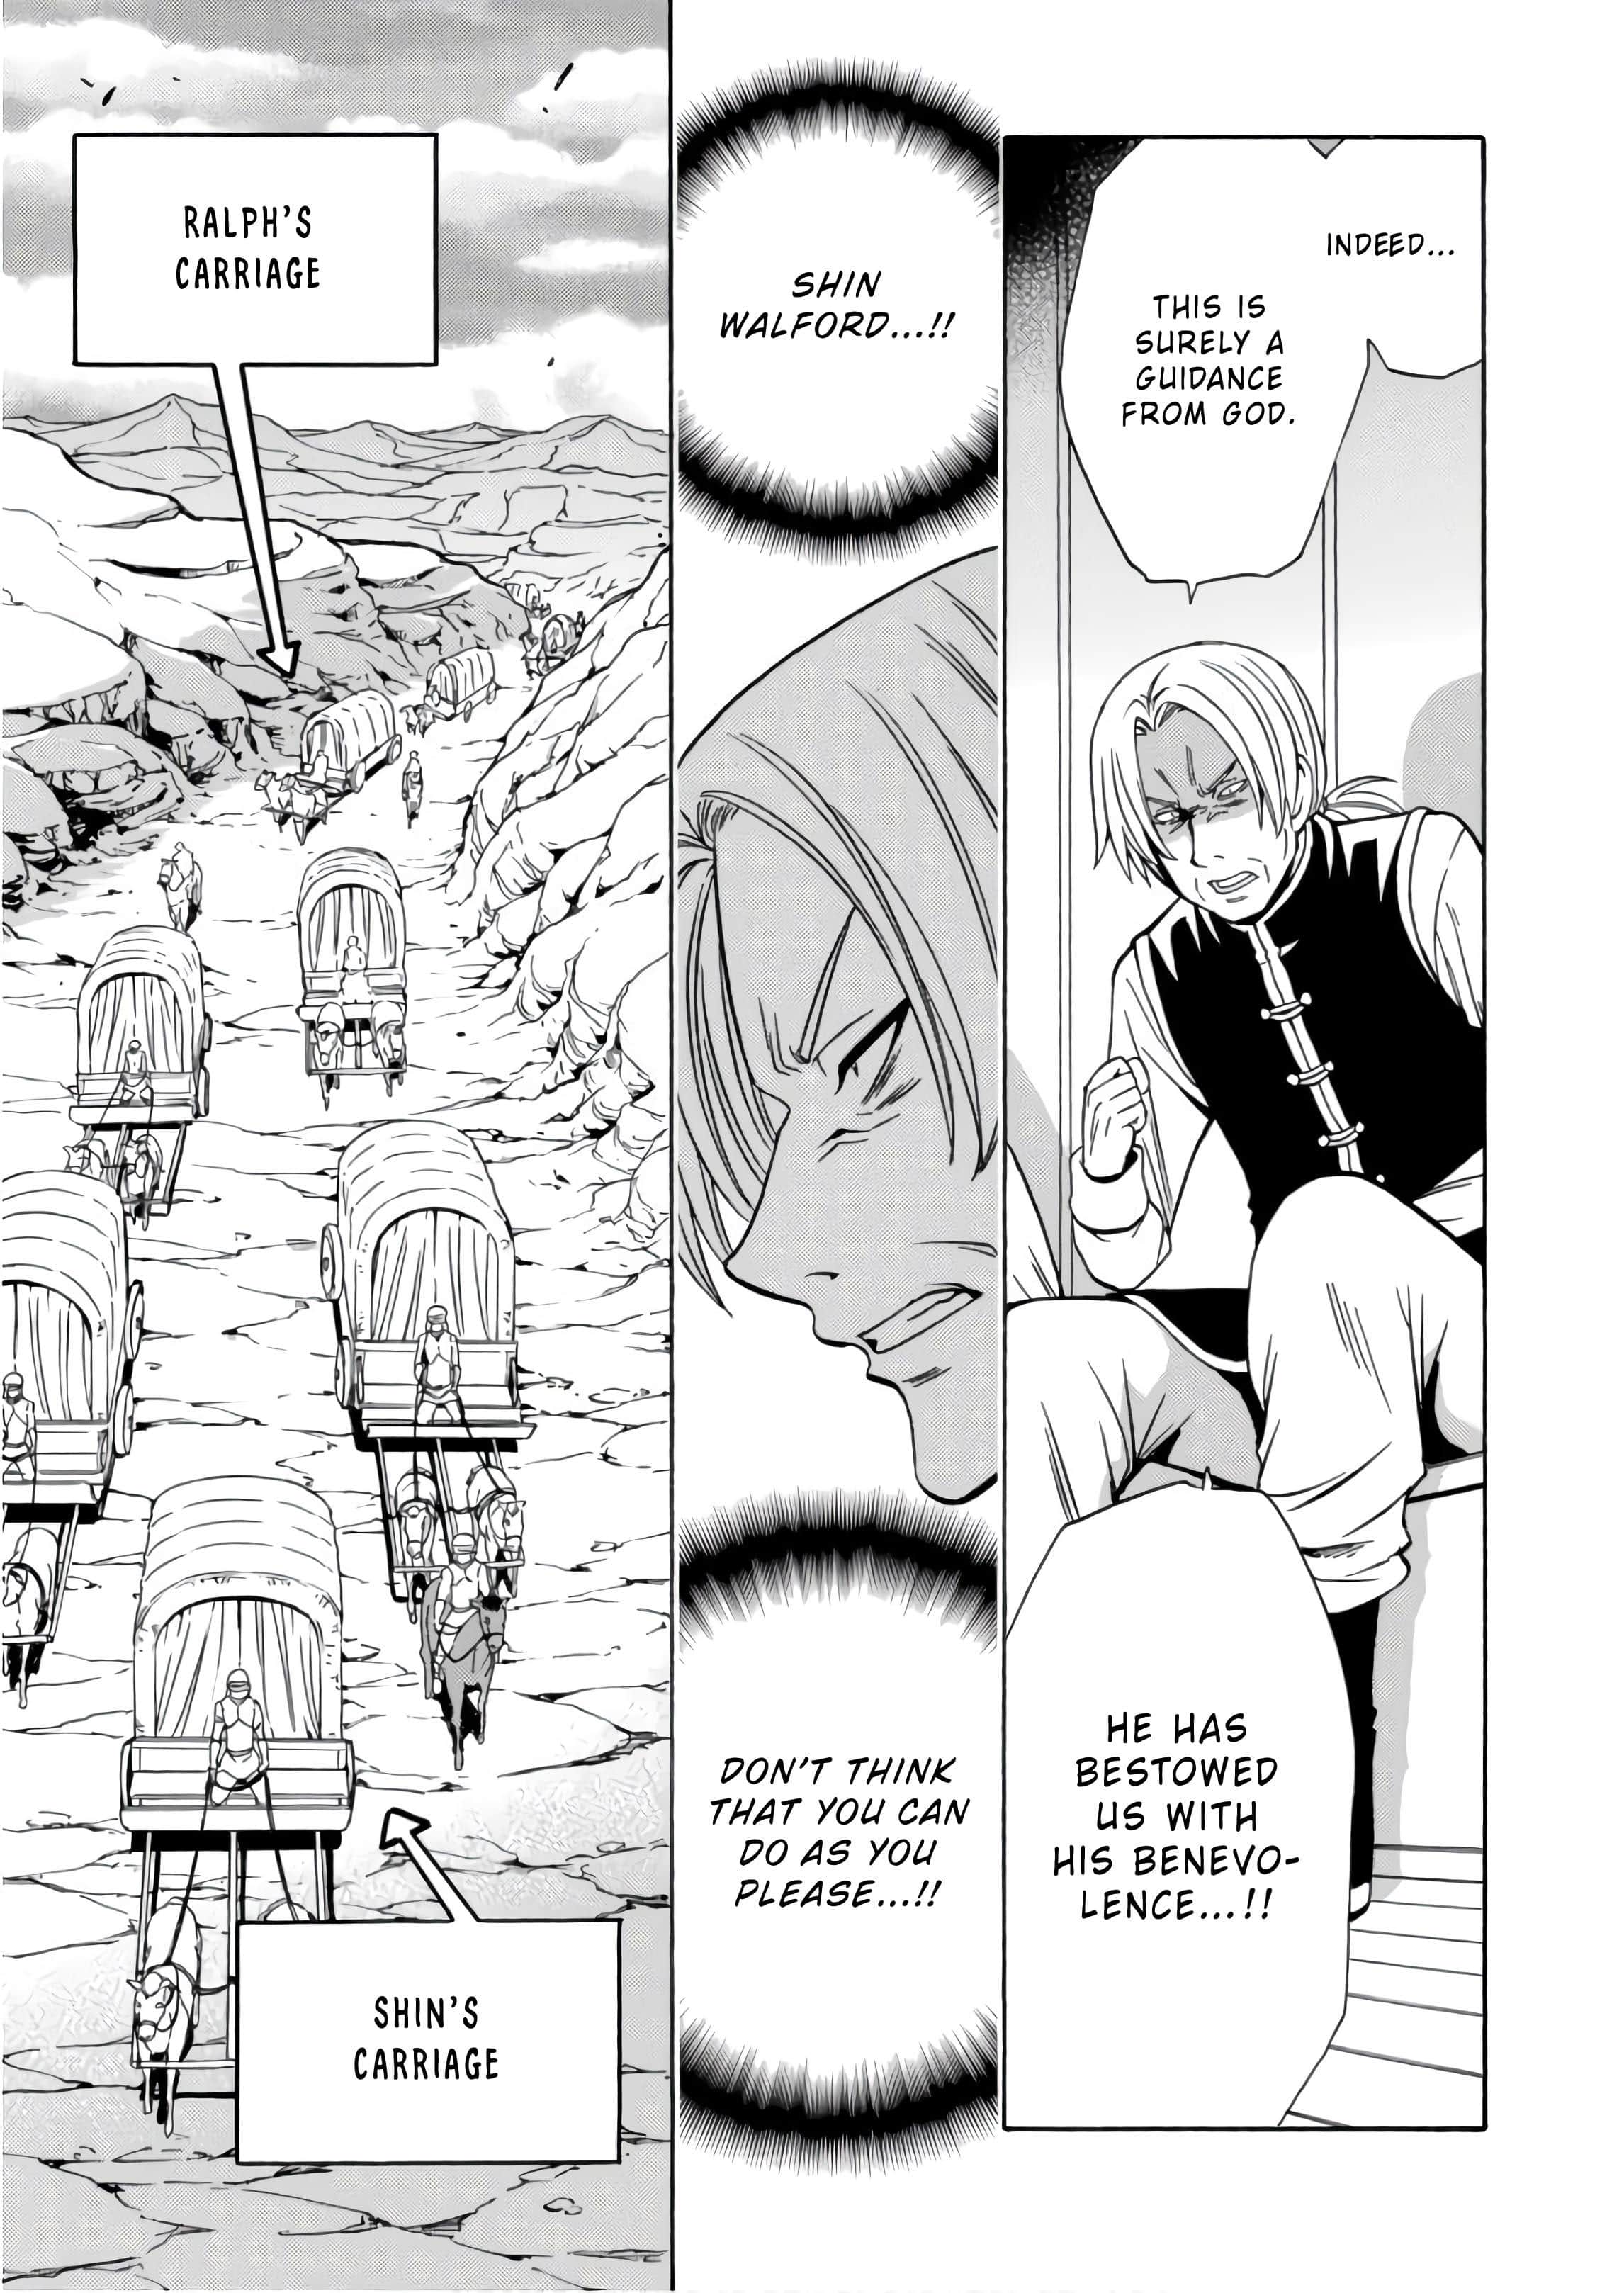 INDEED...
THIS IS
SURELY A
GUIDANCE
FROM GOD.
HE HAS
BESTOWED
US WITH
HIS BENEVO-
LENCE...!!
SHIN
WALFORD...!!
DON'T THINK
THAT YOU CAN
DO AS YOU
PLEASE...!!
RALPH'S
CARRIAGE
SHIN'S
CARRIAGE